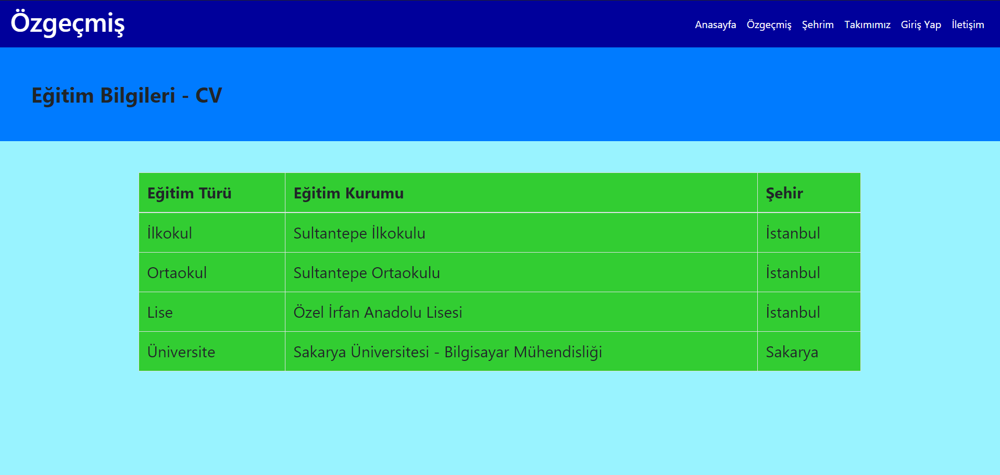 Özgeçmiş
Anasayfa Özgeçmiş Şehrim Takımımız Giriş Yap İletişim
Eğitim Bilgileri - CV
Eğitim Türü Eğitim Kurumu Şehir
İlkokul Sultantepe İlkokulu İstanbul
Ortaokul Sultantepe Ortaokulu İstanbul
Lise Özel İrfan Anadolu Lisesi İstanbul
Üniversite Sakarya Üniversitesi - Bilgisayar Mühendisliği Sakarya